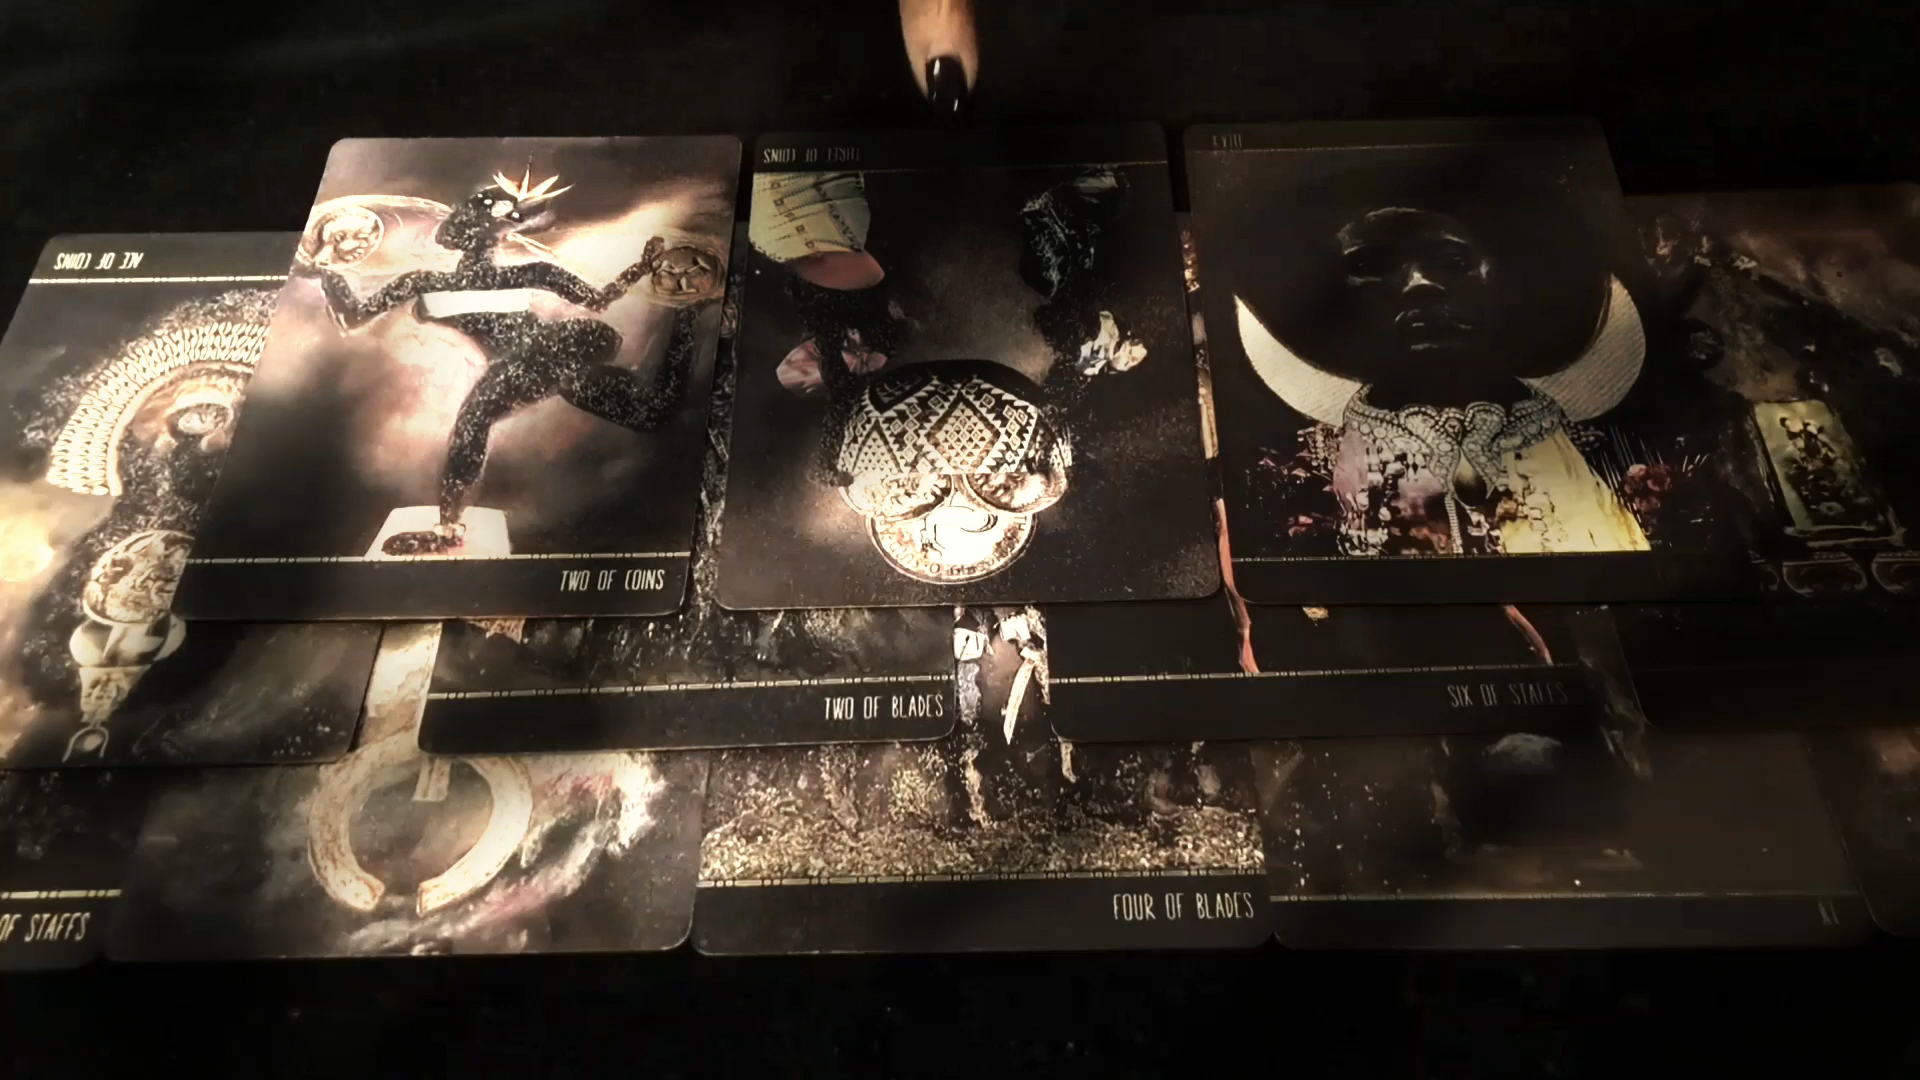 ACE OF COINS
THREE OF COINS
TWO OF COINS
TWO OF BLADES
SIX OF STAFFS
OF STAFFS
FOUR OF BLADES